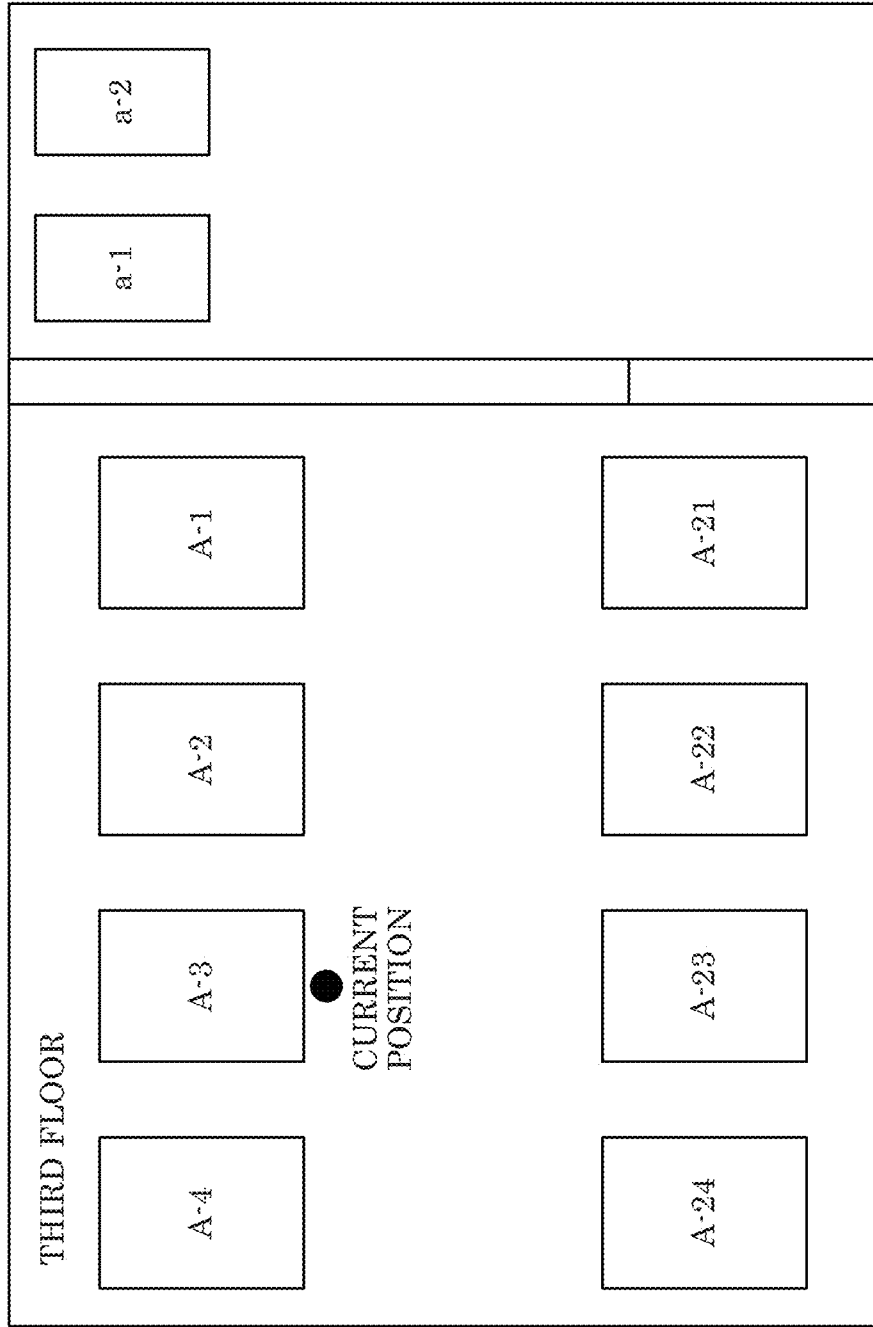 THIRD FLOOR
A-4
A-3
A-2
A-1
a-1
a-2
CURRENT
POSITION
A-24
A-23
A-22
A-21